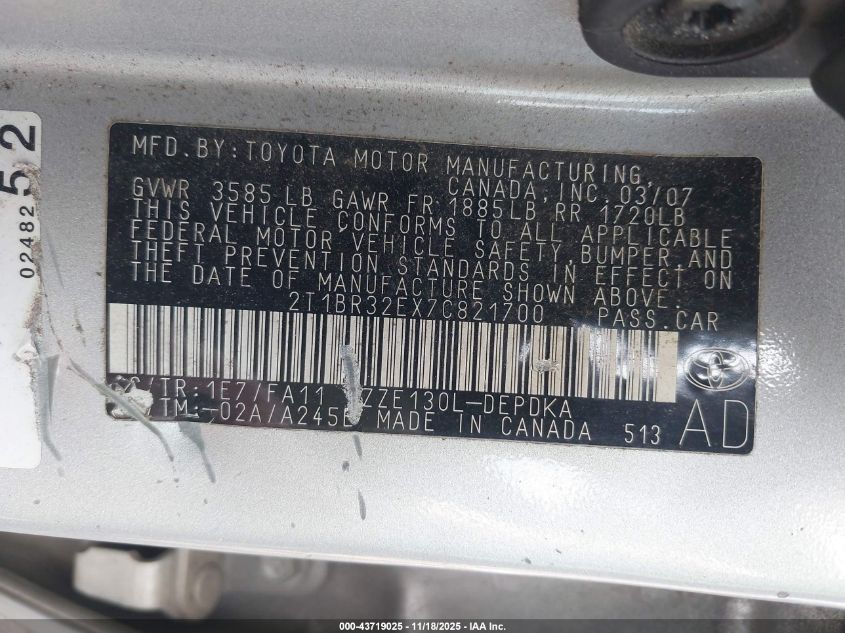 MFD. BY: TOYOTA MOTOR MANUFACTURING,
CANADA, INC. 03/07
GVWR 3585 LB GAWR FR 1885LB RR 1720LB
THIS VEHICLE CONFORMS TO ALL APPLICABLE
FEDERAL MOTOR VEHICLE SAFETY, BUMPER, AND
THEFT PREVENTION STANDARDS IN EFFECT ON
THE DATE OF MANUFACTURE SHOWN ABOVE.
2T1BR32EX7C821700 PASS. CAR
/TR: 1E7/FA11 ZZE130L-DEPDKA
/TM:-02A/A245E MADE IN CANADA 513 AD
02482 52
000-43719025 - 11/18/2025 - IAA Inc.